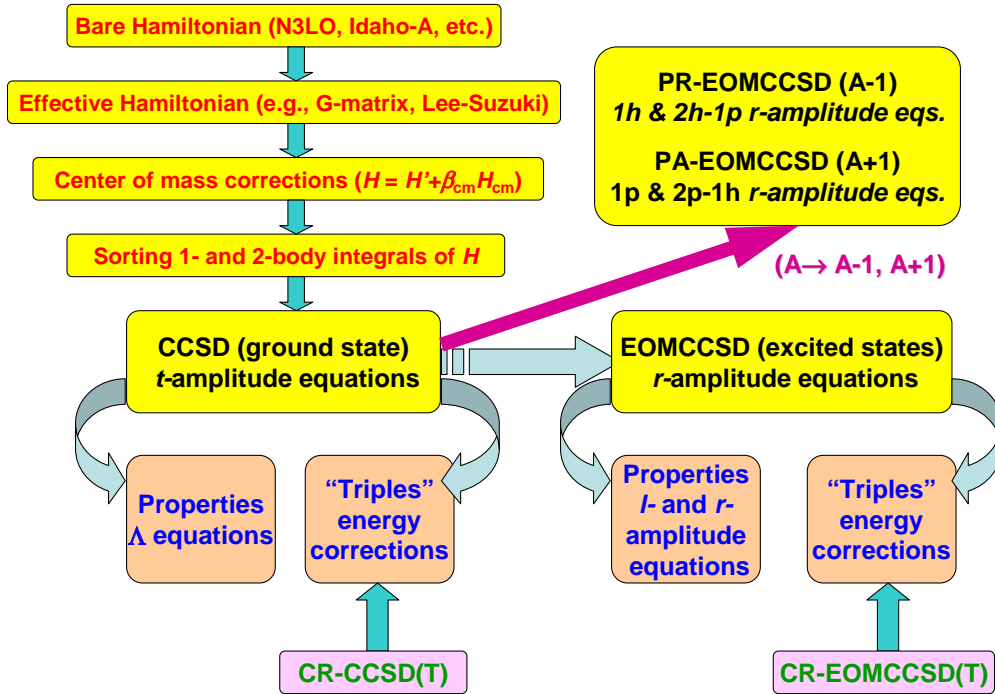 Bare Hamiltonian (N3LO, Idaho-A, etc.)
Effective Hamiltonian (e.g., G-matrix, Lee-Suzuki)
Center of mass corrections (H = H'+βcmHcm)
Sorting 1- and 2-body integrals of H
PR-EOMCCSD (A-1)
1h & 2h-1p r-amplitude eqs.
PA-EOMCCSD (A+1)
1p & 2p-1h r-amplitude eqs.
(A→ A-1, A+1)
CCSD (ground state)
t-amplitude equations
EOMCCSD (excited states)
r-amplitude equations
Properties
Λ equations
“Triples”
energy
corrections
Properties
l- and r-
amplitude
equations
“Triples”
energy
corrections
CR-CCSD(T)
CR-EOMCCSD(T)